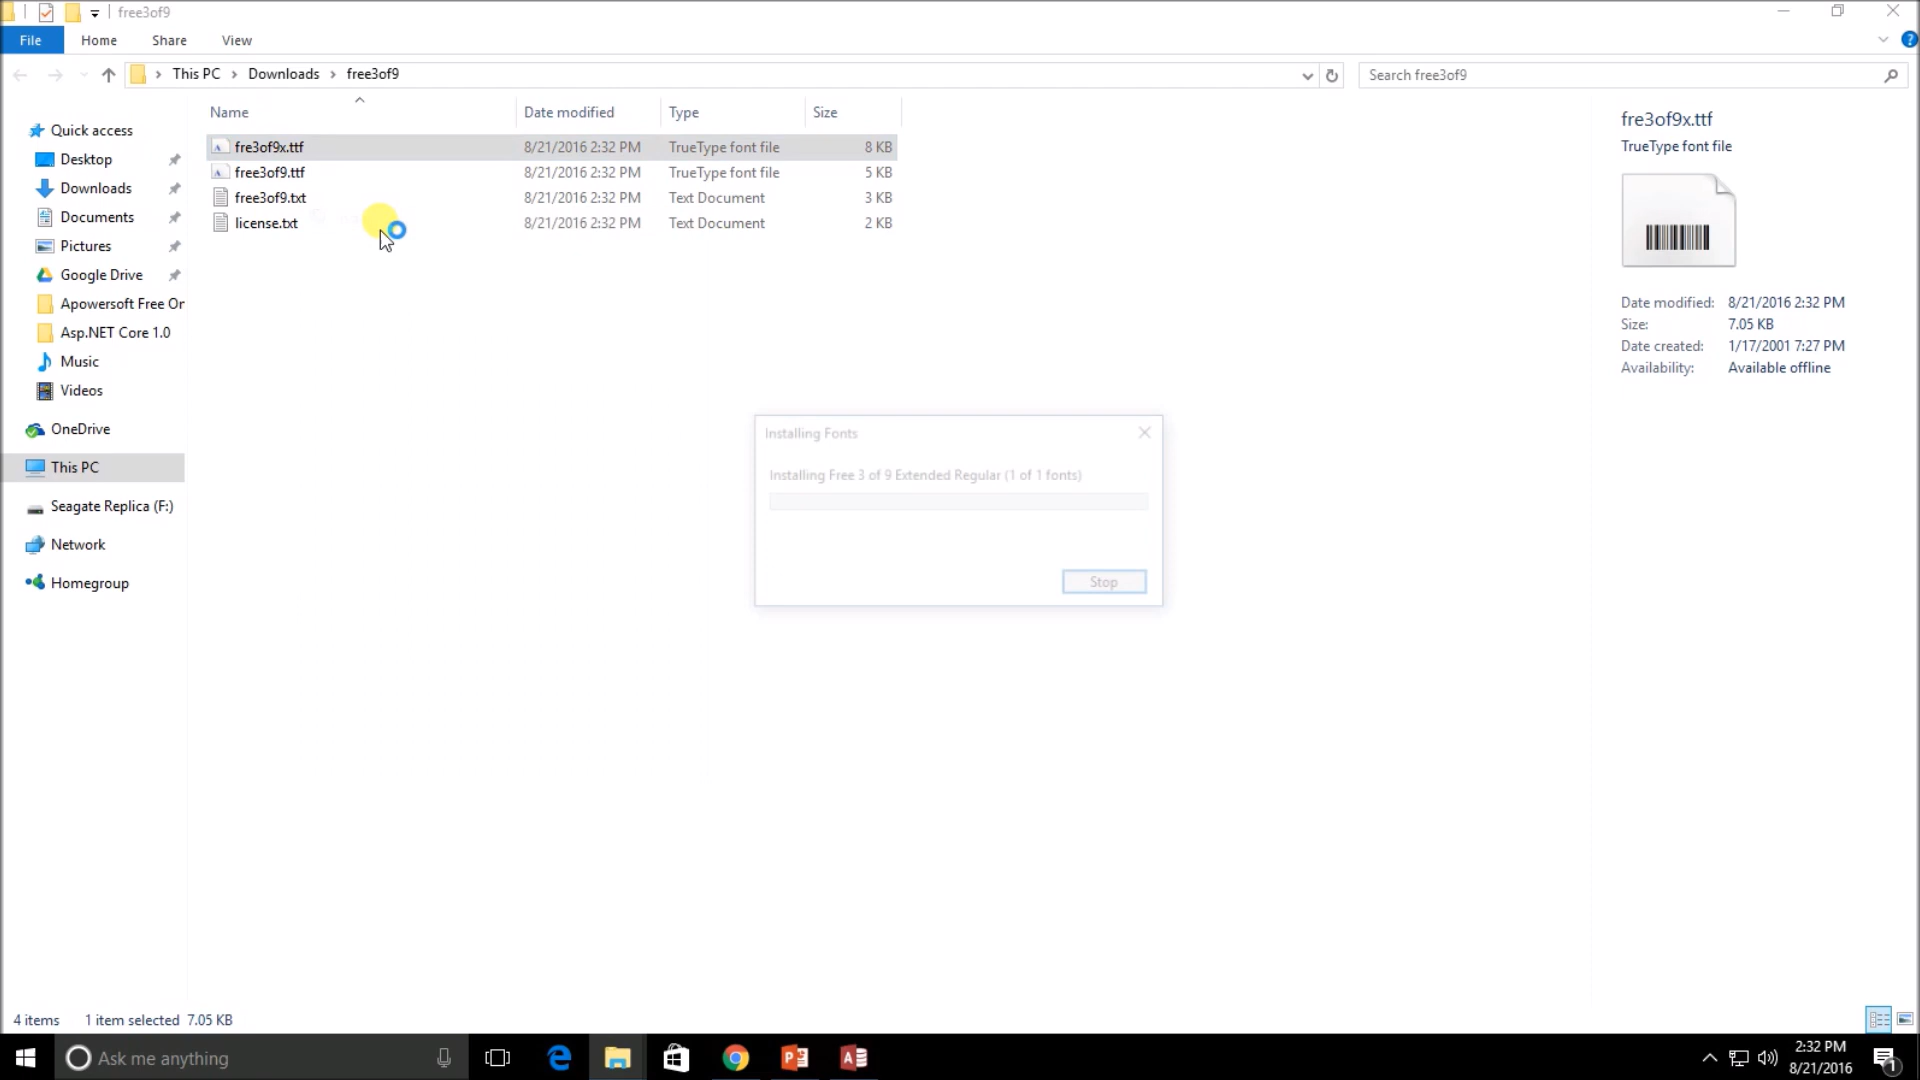 free3of9
File
Home
Share
View
This PC
Downloads
free3of9
Search free3of9
Name
Date modified
Type
Size
fre3of9x.ttf
8/21/2016 2:32 PM
TrueType font file
8 KB
free3of9.ttf
8/21/2016 2:32 PM
TrueType font file
5 KB
free3of9.txt
8/21/2016 2:32 PM
Text Document
3 KB
license.txt
8/21/2016 2:32 PM
Text Document
2 KB
Quick access
Desktop
Downloads
Documents
Pictures
Google Drive
Apowersoft Free Or
Asp.NET Core 1.0
Music
Videos
OneDrive
This PC
Seagate Replica (F:)
Network
Homegroup
fre3of9x.ttf
TrueType font file
Date modified: 8/21/2016 2:32 PM
Size: 7.05 KB
Date created: 1/17/2001 7:27 PM
Availability: Available offline
Installing Fonts
Installing Free 3 of 9 Extended Regular (1 of 1 fonts)
Stop
4 items
1 item selected 7.05 KB
Ask me anything
2:32 PM
8/21/2016
1